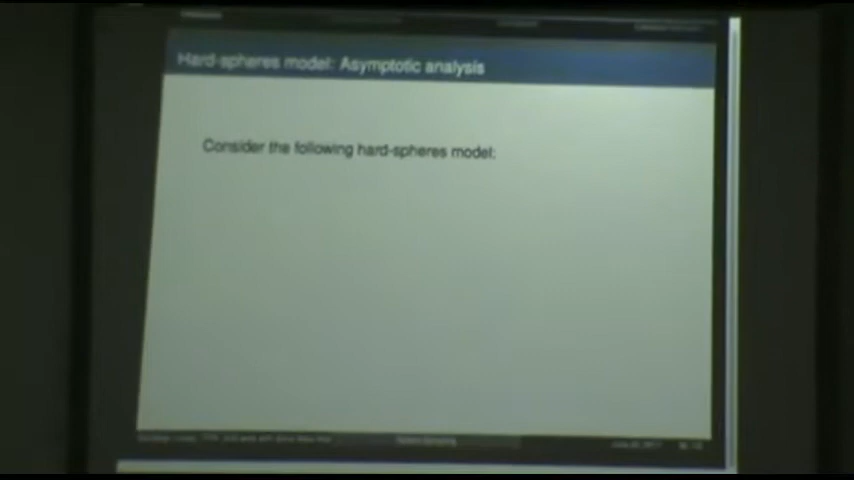 Hard-spheres model: Asymptotic analysis
Consider the following hard-spheres model: